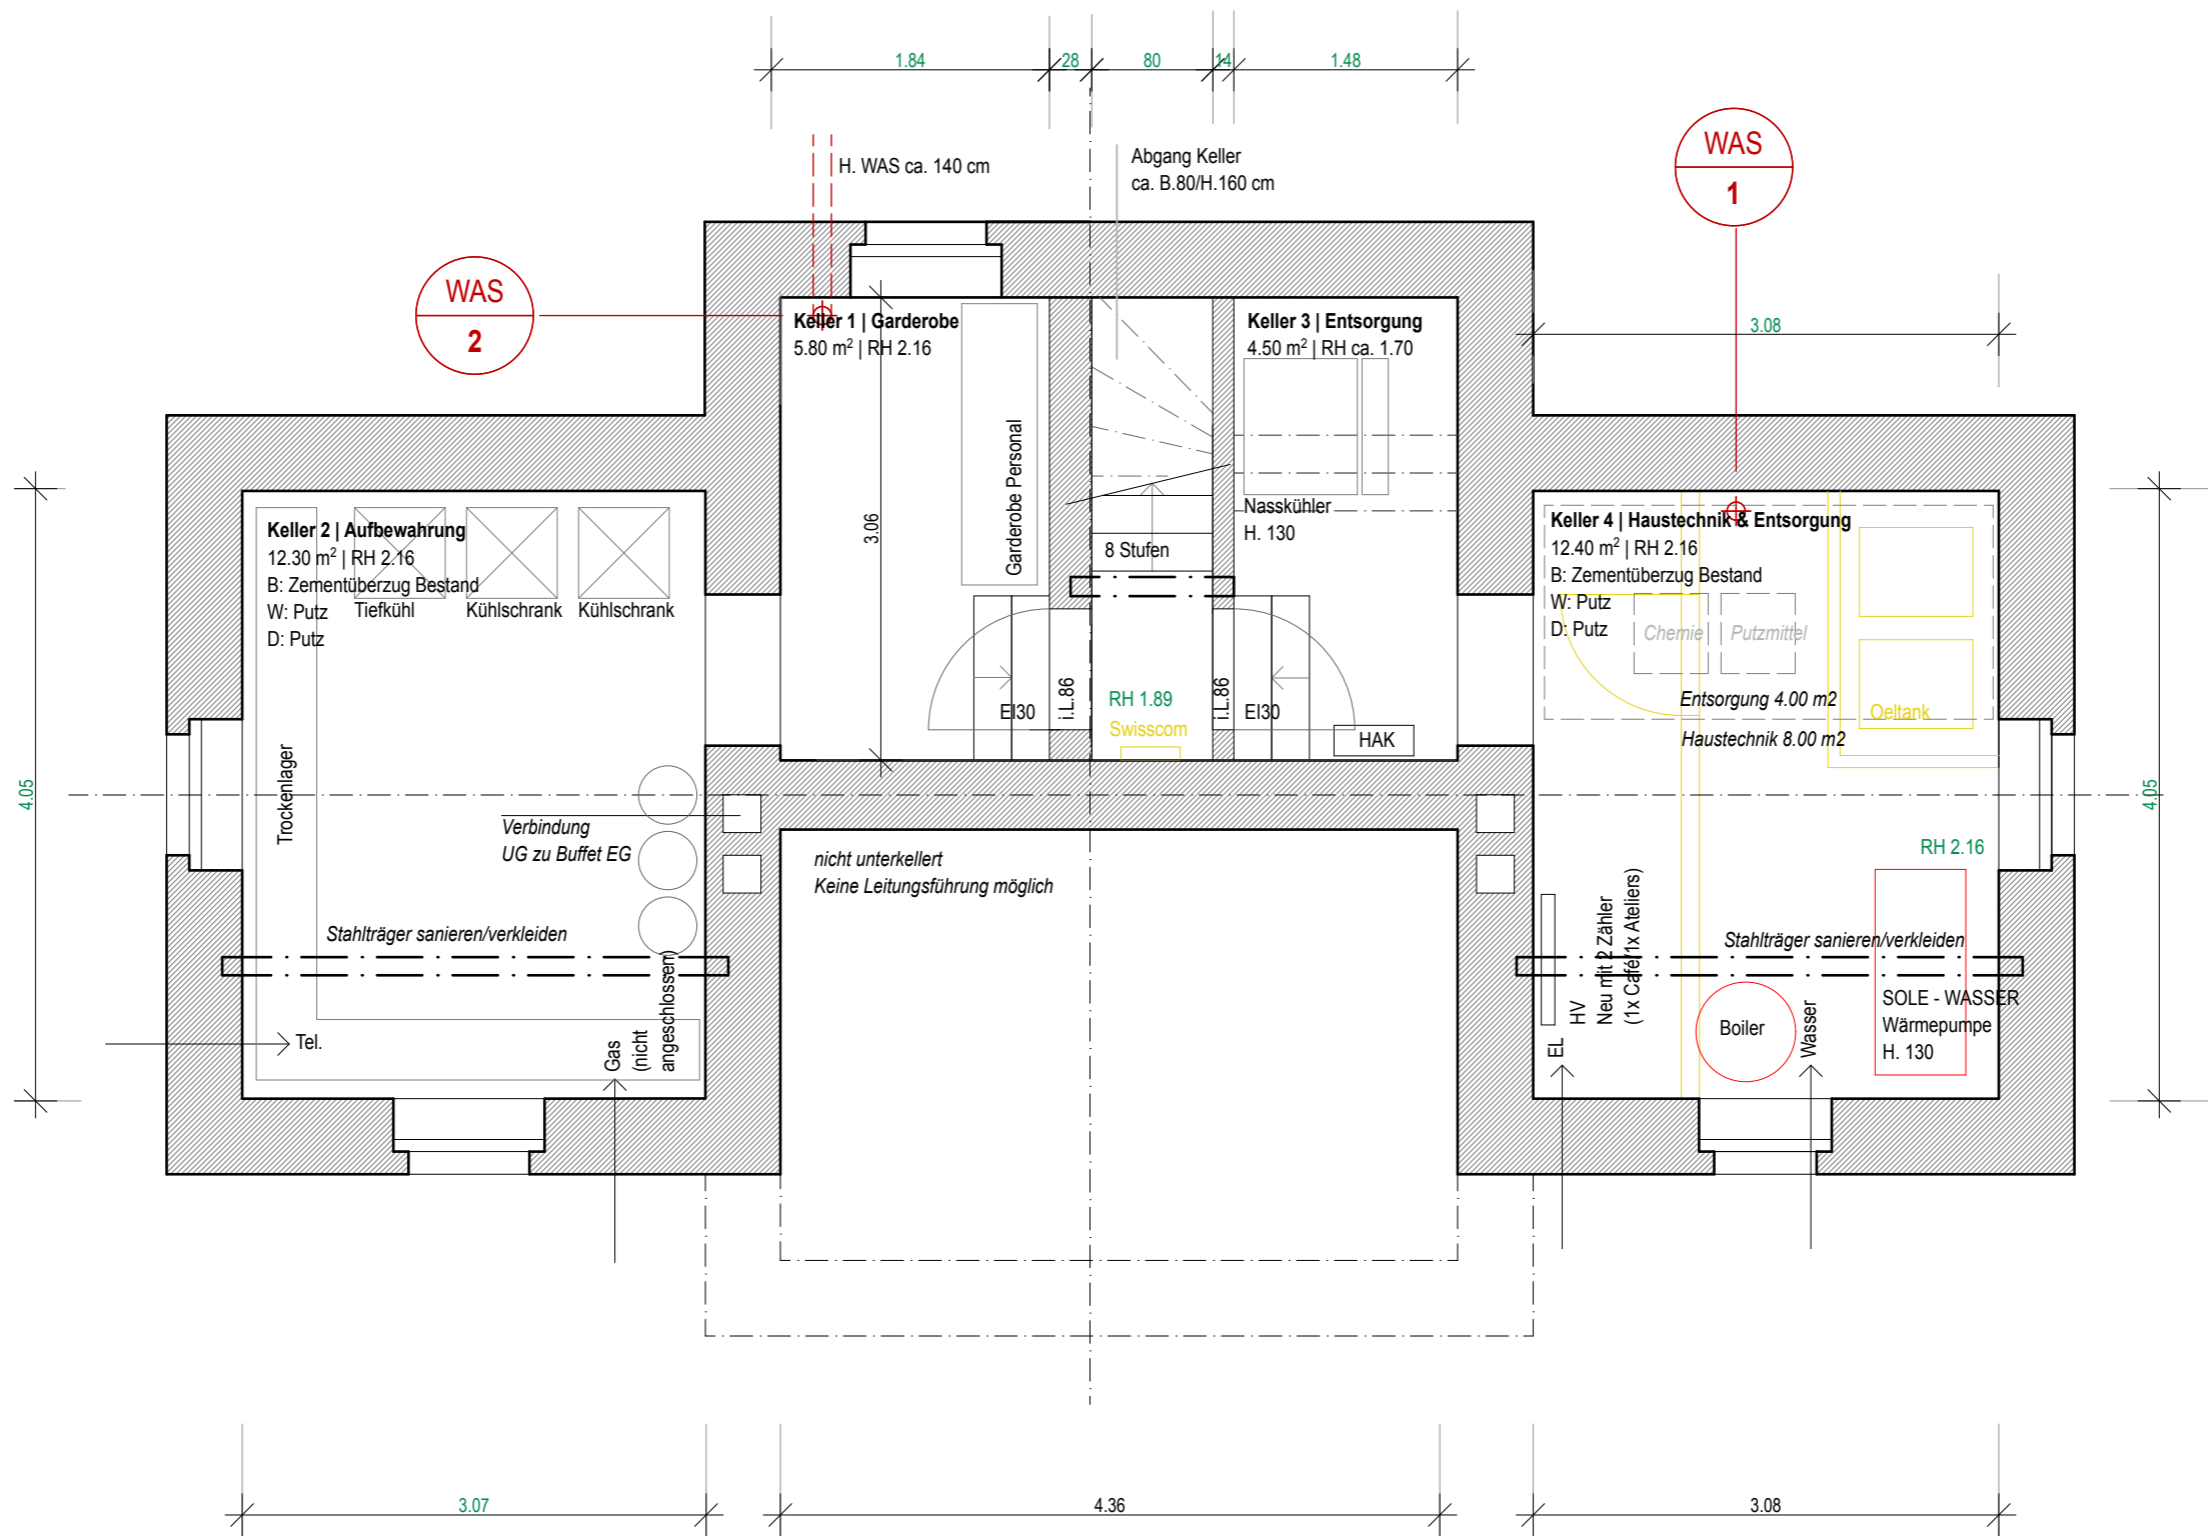 1.84
28
80
14
1.48
H. WAS ca. 140 cm
Abgang Keller
ca. B.80/H.160 cm
WAS
1
WAS
2
3.08
Keller 1 | Garderobe
5.80 m² | RH 2.16
Keller 3 | Entsorgung
4.50 m² | RH ca. 1.70
Garderobe Personal
3.06
Nasskühler
H. 130
8 Stufen
Keller 2 | Aufbewahrung
12.30 m² | RH 2.16
B: Zementüberzug Bestand
W: Putz
D: Putz
Tiefkühl
Kühlschrank
Kühlschrank
Keller 4 | Haustechnik & Entsorgung
12.40 m² | RH 2.16
B: Zementüberzug Bestand
W: Putz
D: Putz
Chemie
Putzmittel
Entsorgung 4.00 m2
Haustechnik 8.00 m2
Oeltank
EI30
i.L.86
RH 1.89
Swisscom
i.L.86
EI30
HAK
4.05
Trockenlager
Verbindung
UG zu Buffet EG
nicht unterkellert
Keine Leitungsführung möglich
RH 2.16
4.05
Stahlträger sanieren/verkleiden
Stahlträger sanieren/verkleiden
HV
Neu mit 2 Zähler
(1x Café/1x Ateliers)
Tel.
Gas
(nicht
angeschlossen)
EL
Boiler
Wasser
SOLE - WASSER
Wärmepumpe
H. 130
3.07
4.36
3.08